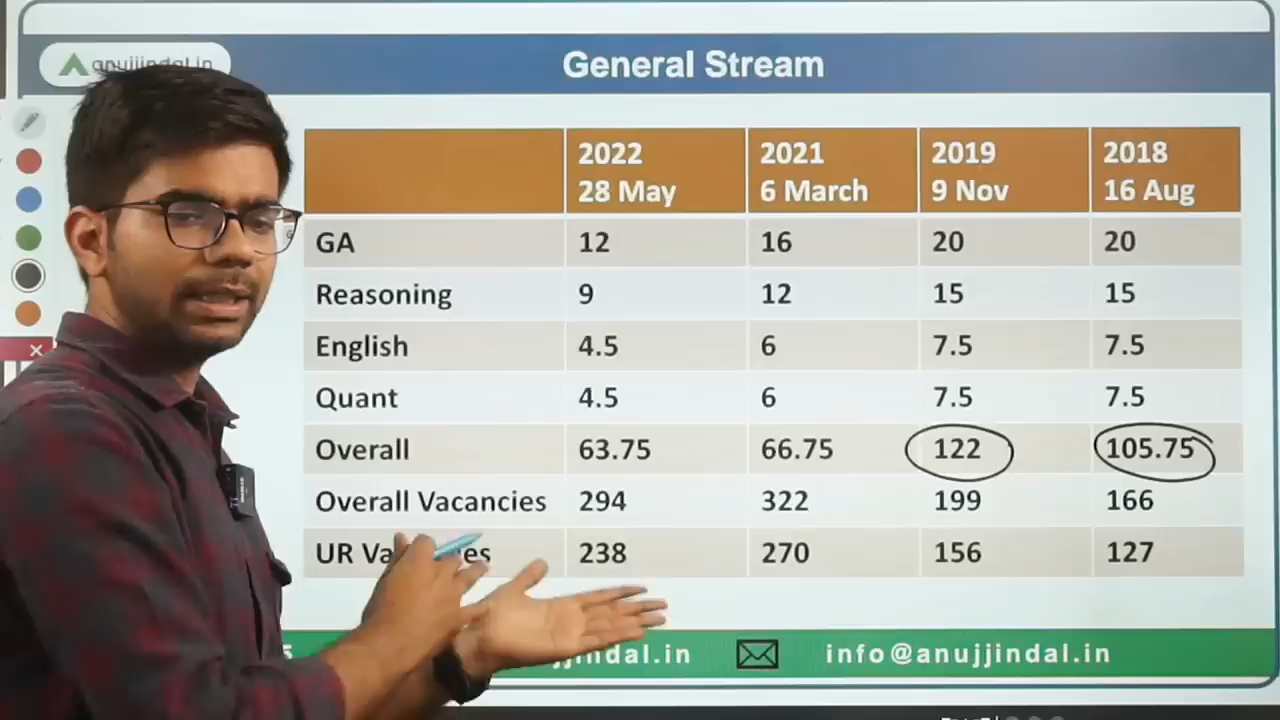 anujjindal.in
General Stream
2022 2021 2019 2018
28 May 6 March 9 Nov 16 Aug
GA 12 16 20 20
Reasoning 9 12 15 15
English 4.5 6 7.5 7.5
Quant 4.5 6 7.5 7.5
Overall 63.75 66.75 122 105.75
Overall Vacancies 294 322 199 166
UR 238 270 156 127
info@anujjindal.in